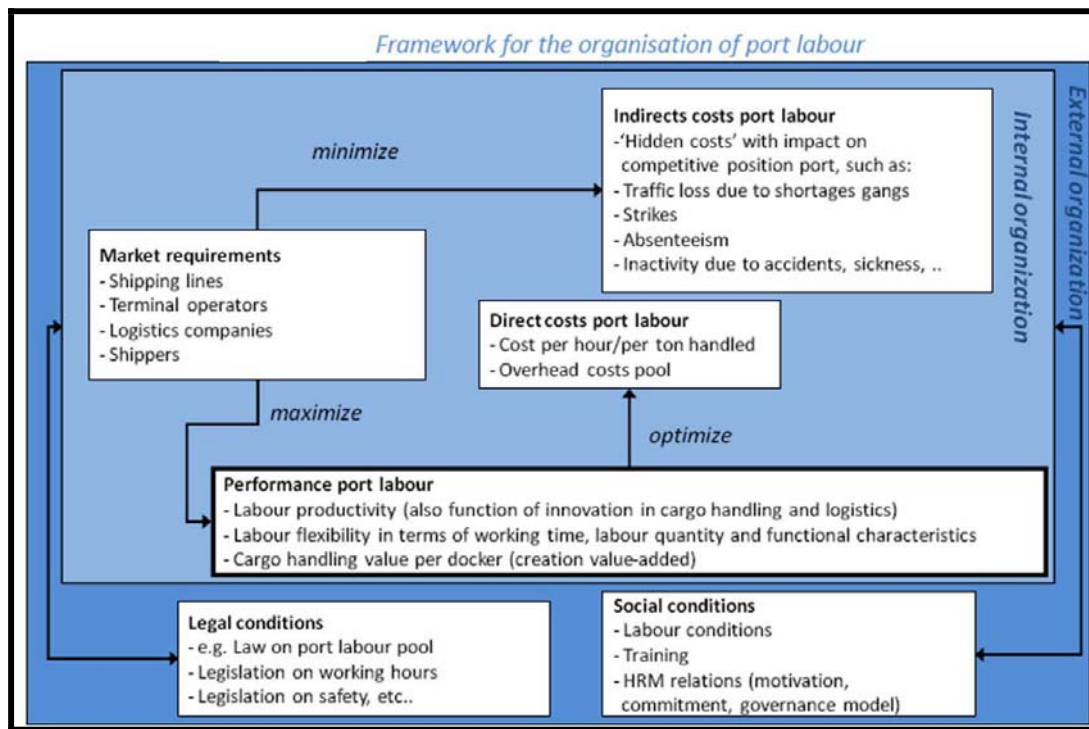 Framework for the organisation of port labour
External organization
Internal organization
Indirects costs port labour
-‘Hidden costs’ with impact on
competitive position port, such as:
- Traffic loss due to shortages gangs
- Strikes
- Absenteeism
- Inactivity due to accidents, sickness, ..
minimize
Market requirements
- Shipping lines
- Terminal operators
- Logistics companies
- Shippers
Direct costs port labour
- Cost per hour/per ton handled
- Overhead costs pool
maximize
optimize
Performance port labour
- Labour productivity (also function of innovation in cargo handling and logistics)
- Labour flexibility in terms of working time, labour quantity and functional characteristics
- Cargo handling value per docker (creation value-added)
Legal conditions
- e.g. Law on port labour pool
- Legislation on working hours
- Legislation on safety, etc..
Social conditions
- Labour conditions
- Training
- HRM relations (motivation,
commitment, governance model)